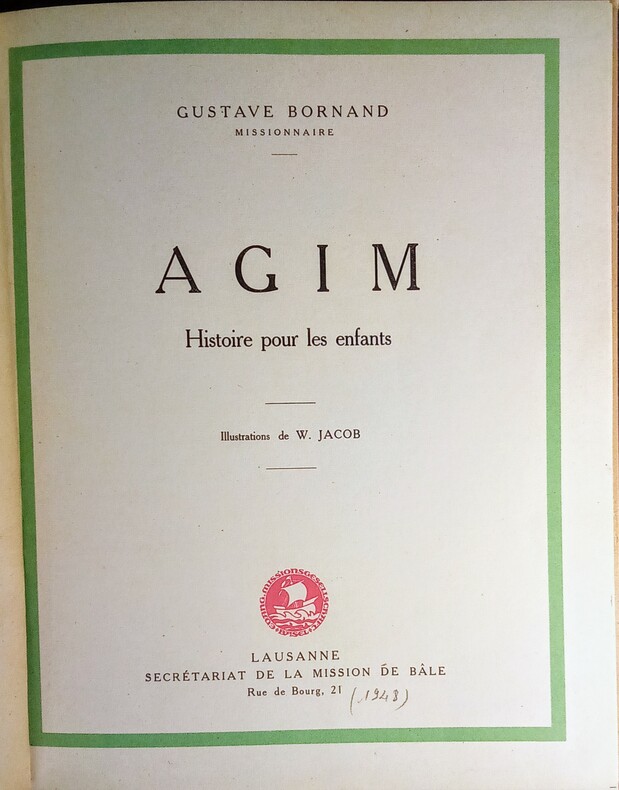 GUSTAVE BORNAND
MISSIONNAIRE
AGIM
Histoire pour les enfants
Illustrations de W. JACOB
LAUSANNE
SECRÉTARIAT DE LA MISSION DE BÂLE
Rue de Bourg, 21 (1948)